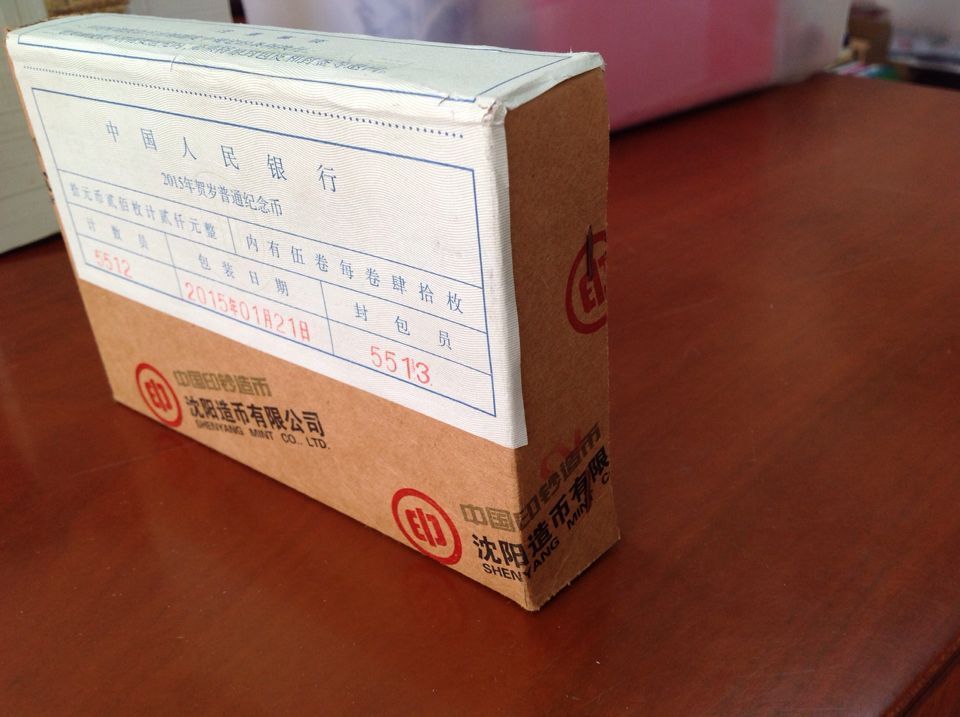 中国人民银行
2015年贺岁普通纪念币
拾元币贰佰枚计贰仟元整
内有伍卷每卷肆拾枚
计数员
包装日期
封包员
5512
2015年01月21日
5513
中国印钞造币
沈阳造币有限公司
SHENYANG MINT CO., LTD.
中国印钞造币
沈阳造币有限
SHENYANG MINT C